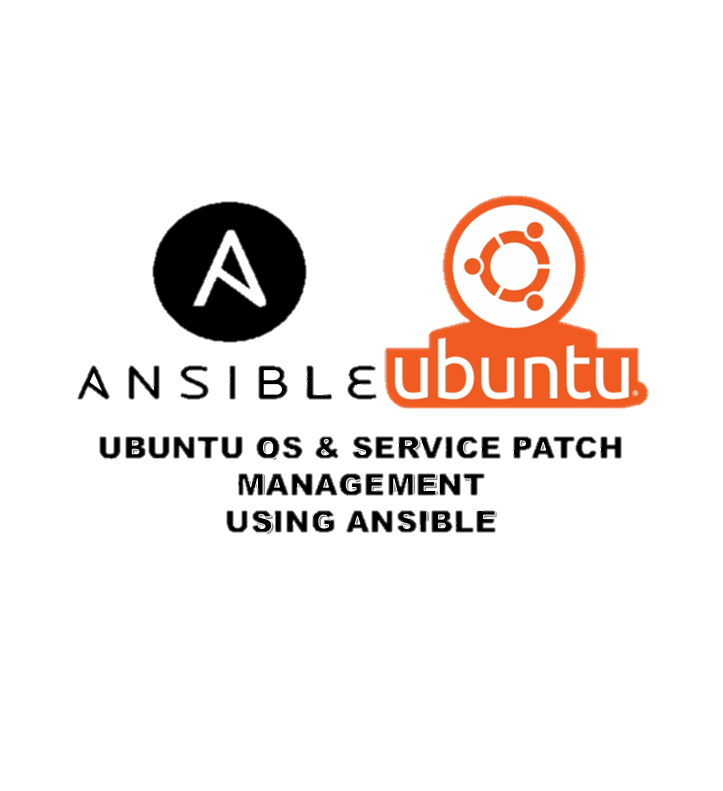 ANSIBLE
ubuntu
UBUNTU OS & SERVICE PATCH
MANAGEMENT
USING ANSIBLE